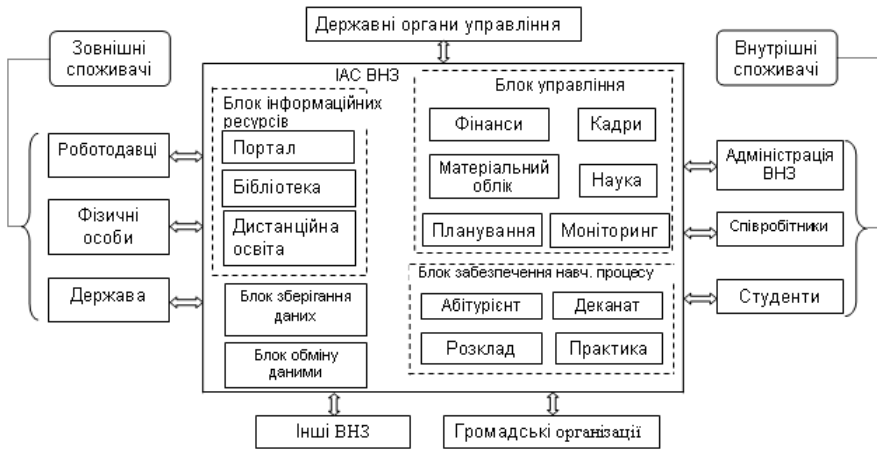 Державні органи управління
Зовнішні
споживачі
Внутрішні
споживачі
ІАС ВНЗ
Блок інформаційних
ресурсів
Портал
Бібліотека
Дистанційна
освіта
Блок зберігання
даних
Блок обміну
даними
Блок управління
Фінанси
Кадри
Матеріальний
облік
Наука
Планування
Моніторинг
Блок забезпечення навч. процесу
Абітурієнт
Деканат
Розклад
Практика
Роботодавці
Фізичні
особи
Держава
Адміністрація
ВНЗ
Співробітники
Студенти
Інші ВНЗ
Громадські організації